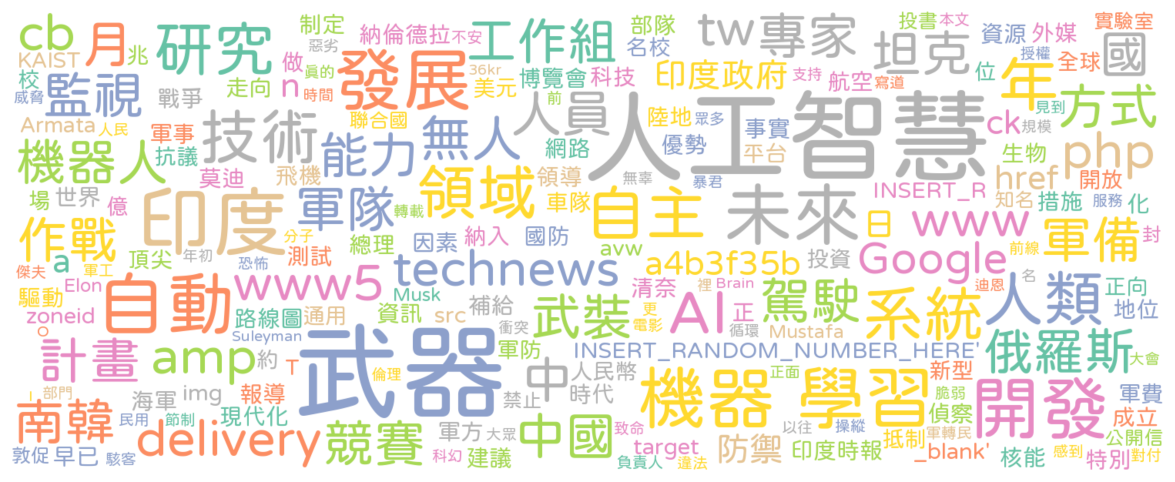 cb
月
研究
工作組
tw
專家
坦克
國
KAIST
兆
制定
惡劣
納倫德拉
不安
部隊
名校
投書
本文
資源
外媒
實驗室
授權
校
監視
威脅
走向
做
n
真的
時間
發展
36kr
美元
博覽會
科技
前
印度政府
支持
航空
寫道
位
全球
年
見到
方式
戰爭
Armata
人民
軍事
抗議
技術
聯合國
能力
無人
人員
網路
陸地
眾多
優勢
事實
平台
人工智慧
ck
規模
生物
php
機器人
莫迪
飛機
領域
領導
車隊
無辜
自主
暴君
未來
INSERT_R
href
開放
知名
措施
服務
化
場
世界
億
印度
軍隊
轉載
作戰
頂尖
分子
年初
總理
因素
納入
國防
avw
日
www
軍備
封
前線
a
恐怖
測試
傑夫
軍工
驅動
Elon
自動
www5
technews
a4b3f35b
投資
Google
迪恩
名
正向
人類
地位
zoneid
路線圖
通用
Musk
資訊
補給
src
衝突
武裝
清奈
裡
更
電影
AI
Brain
正
循環
駕駛
Mustafa
系統
計畫
amp
約
Suleyman
T
武器
軍防
INSERT_RANDOM_NUMBER_HERE'
俄羅斯
大會
部門
海軍
img
報導
倫理
中
人民幣
時代
禁止
機器 學習
正面
新型
脆弱
開發
軍費
偵察
成立
南韓
民用
節制
現代化
delivery
競賽
軍方
大眾
中國
致命
以往
操縱
抵制
軍轉民
公開信
敦促
早已
駭客
科幻
建議
負責人
target
防禦
違法
印度時報
_blank'
感到
核能
特別
對付